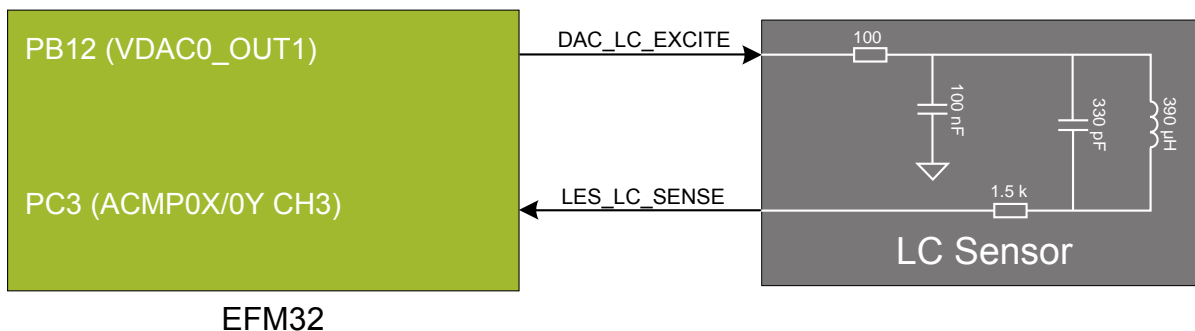 PB12 (VDAC0_OUT1)
DAC_LC_EXCITE
100
100 nF
330 pF
390 µH
PC3 (ACMP0X/0Y CH3)
LES_LC_SENSE
1.5 k
LC Sensor
EFM32